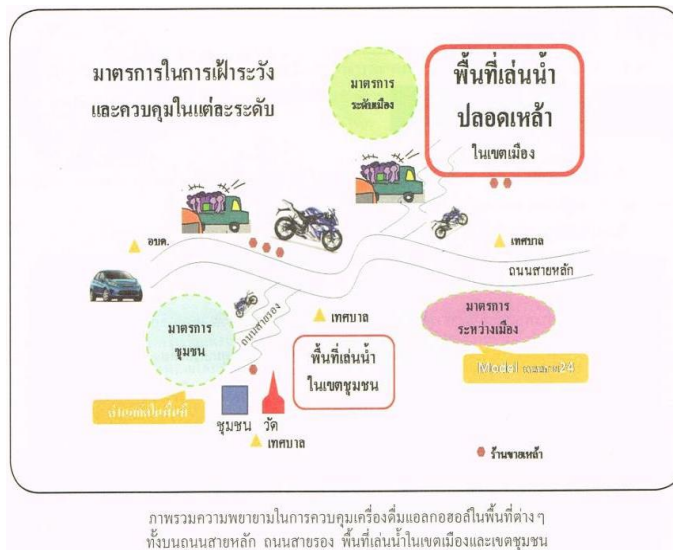 มาตรการในการเฝ้าระวัง
และควบคุมในแต่ละระดับ
มาตรการ
ระดับเมือง
พื้นที่เล่นน้ำ
ปลอดเหล้า
ในเขตเมือง
อบต.
เทศบาล
ถนนสายหลัก
มาตรการ
ชุมชน
ถนนสายรอง
เทศบาล
มาตรการ
ระหว่างเมือง
พื้นที่เล่นน้ำ
ในเขตชุมชน
Model ถนนสาย24
ชุมชน
วัด
เทศบาล
ร้านขายเหล้า
ภาพรวมความพยายามในการควบคุมเครื่องดื่มแอลกอฮอล์ในพื้นที่ต่าง ๆ
ทั้งบนถนนสายหลัก ถนนสายรอง พื้นที่เล่นน้ำในเขตเมืองและเขตชุมชน